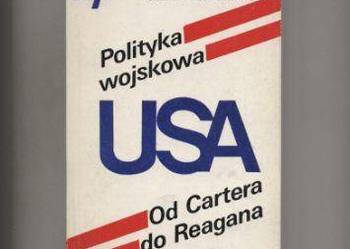 Polityka
wojskowa
USA
Od Cartera
do Reagana